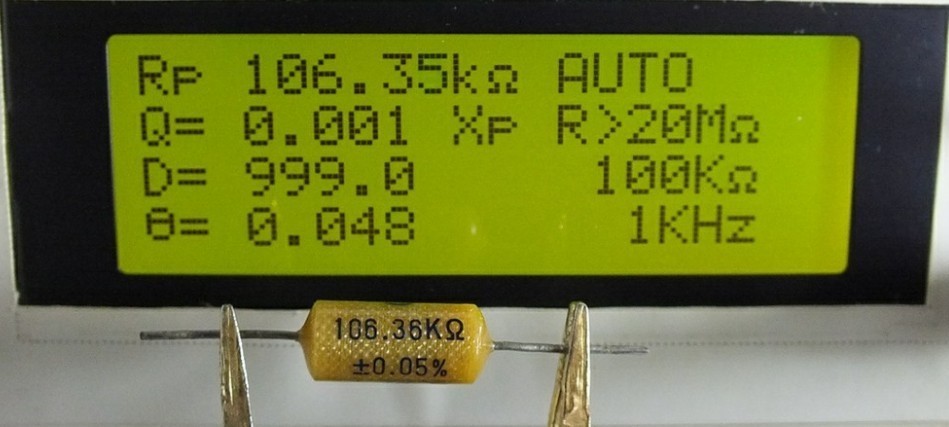 Rp 106.35kΩ AUTO
Q= 0.001 Xp R>20MΩ
D= 999.0 100KΩ
θ= 0.048 1KHz
106.36KΩ
±0.05%